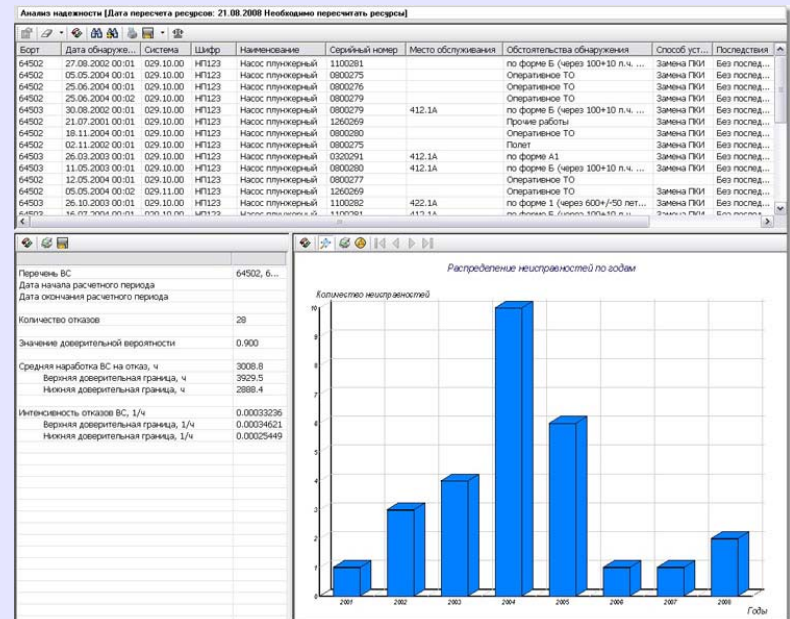 Анализ надежности [Дата пересчета ресурсов: 21.08.2008 Необходимо пересчитать ресурсы]
Борт Дата обнаруже... Система Шифр Наименование Серийный номер Место обслуживания Обстоятельства обнаружения Способ уст... Последствия
64502 27.08.2002 00:01 029.10.00 НП123 Насос плунжерный 1100281 по форме Б (через 100+10 л.ч. ... Замена ПКИ Без послед...
64502 05.05.2004 00:01 029.10.00 НП123 Насос плунжерный 0800275 Оперативное ТО Замена ПКИ Без послед...
64502 25.06.2004 00:01 029.10.00 НП123 Насос плунжерный 0800276 Оперативное ТО Замена ПКИ Без послед...
64502 25.06.2004 00:02 029.10.00 НП123 Насос плунжерный 0800279 Оперативное ТО Замена ПКИ Без послед...
64503 30.08.2002 00:01 029.10.00 НП123 Насос плунжерный 0800279 412.1А по форме Б (через 100+10 л.ч. ... Замена ПКИ Без послед...
64502 21.07.2001 00:01 029.10.00 НП123 Насос плунжерный 1260269 Прочие работы Замена ПКИ Без послед...
64502 18.11.2004 00:01 029.10.00 НП123 Насос плунжерный 0800280 Оперативное ТО Замена ПКИ Без послед...
64502 02.11.2002 00:01 029.10.00 НП123 Насос плунжерный 0800275 Полет Замена ПКИ Без послед...
64503 26.03.2003 00:01 029.10.00 НП123 Насос плунжерный 0320291 412.1А по форме А1 Замена ПКИ Без послед...
64503 11.05.2003 00:01 029.10.00 НП123 Насос плунжерный 0800280 412.1А по форме Б (через 100+10 л.ч. ... Замена ПКИ Без послед...
64502 12.05.2004 00:01 029.10.00 НП123 Насос плунжерный 0800277 Оперативное ТО Без послед...
64502 05.05.2004 00:02 029.11.00 НП123 Насос плунжерный 1260269 Оперативное ТО Замена ПКИ Без послед...
64503 26.10.2003 00:01 029.10.00 НП123 Насос плунжерный 1100282 422.1А по форме 1 (через 600+/-50 лет... Замена ПКИ Без послед...
Перечень ВС 64502, 6...
Дата начала расчетного периода
Дата окончания расчетного периода
Количество отказов 28
Значение доверительной вероятности 0.900
Средняя наработка ВС на отказ, ч 3008.8
Верхняя доверительная граница, ч 3929.5
Нижняя доверительная граница, ч 2888.4
Интенсивность отказов ВС, 1/ч 0.00033236
Верхняя доверительная граница, 1/ч 0.00034621
Нижняя доверительная граница, 1/ч 0.00025449
Распределение неисправностей по годам
Количество неисправностей
10
9
8
7
6
5
4
3
2
1
0
2001 2002 2003 2004 2005 2006 2007 2008
Годы